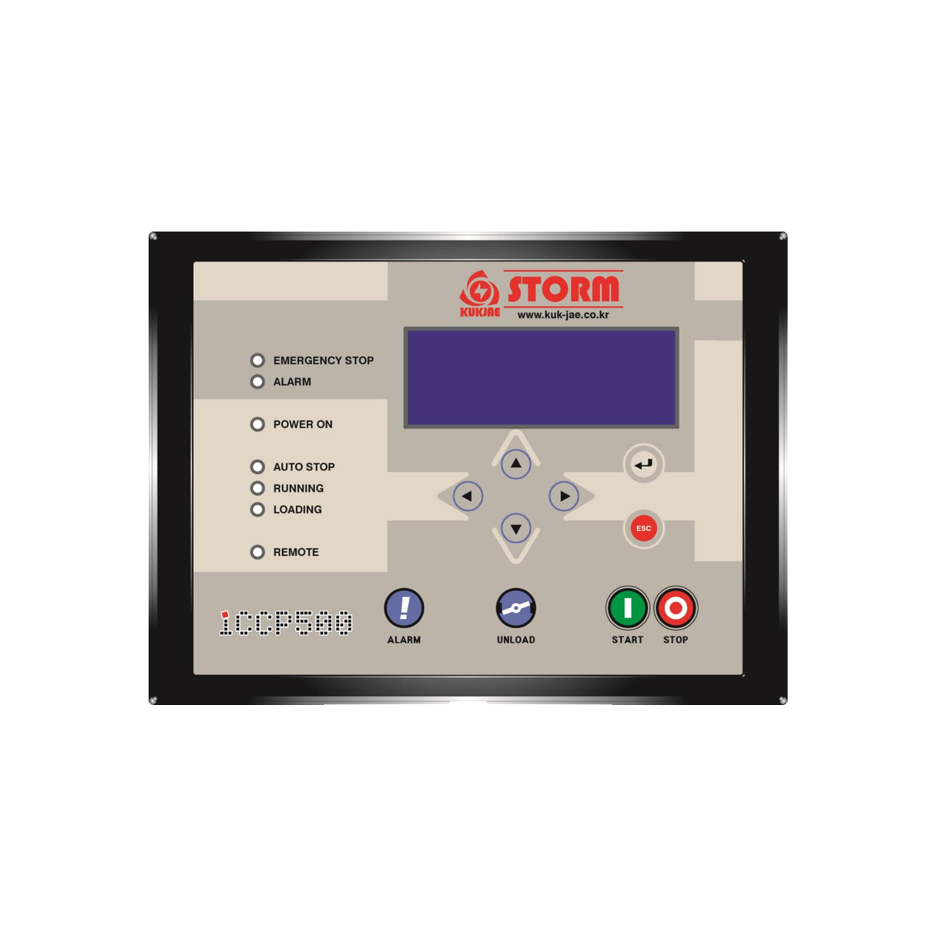 STORM
KUKJAE
www.kuk-jae.co.kr
EMERGENCY STOP
ALARM
POWER ON
AUTO STOP
RUNNING
LOADING
REMOTE
ESC
iCCP500
ALARM
UNLOAD
START
STOP